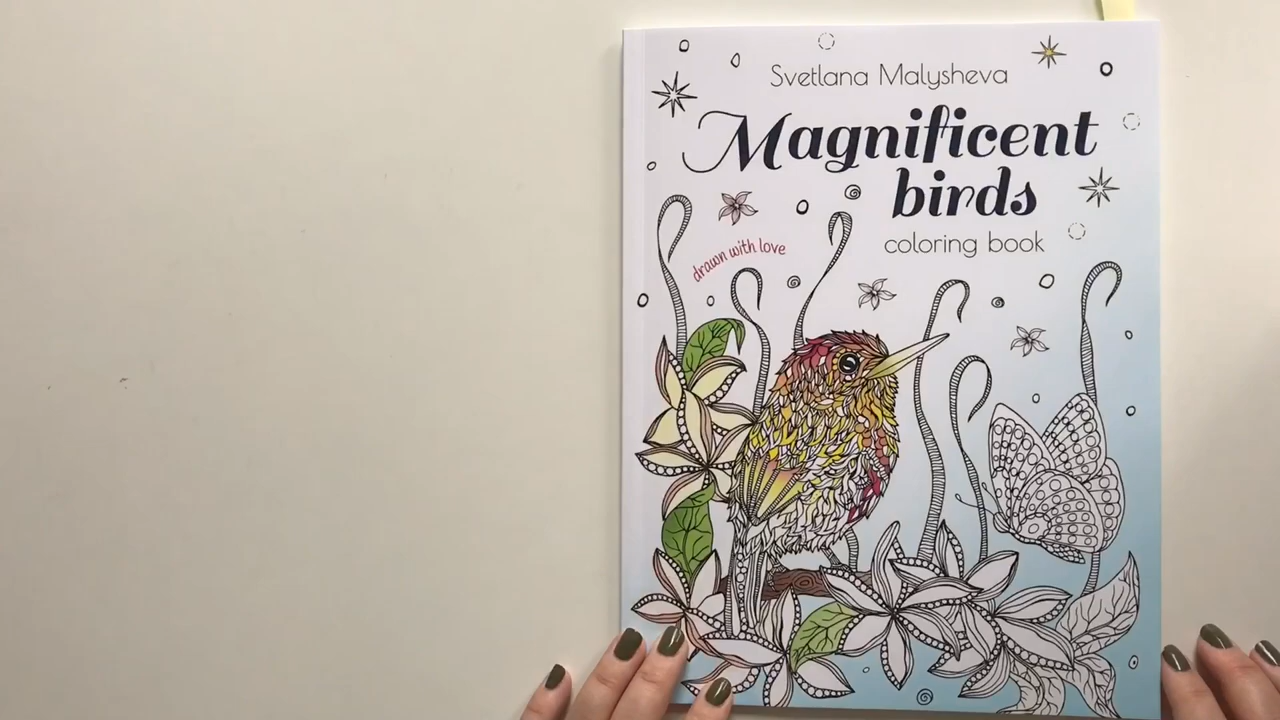 Svetlana Malysheva
Magnificent
birds
coloring book
drawn with love